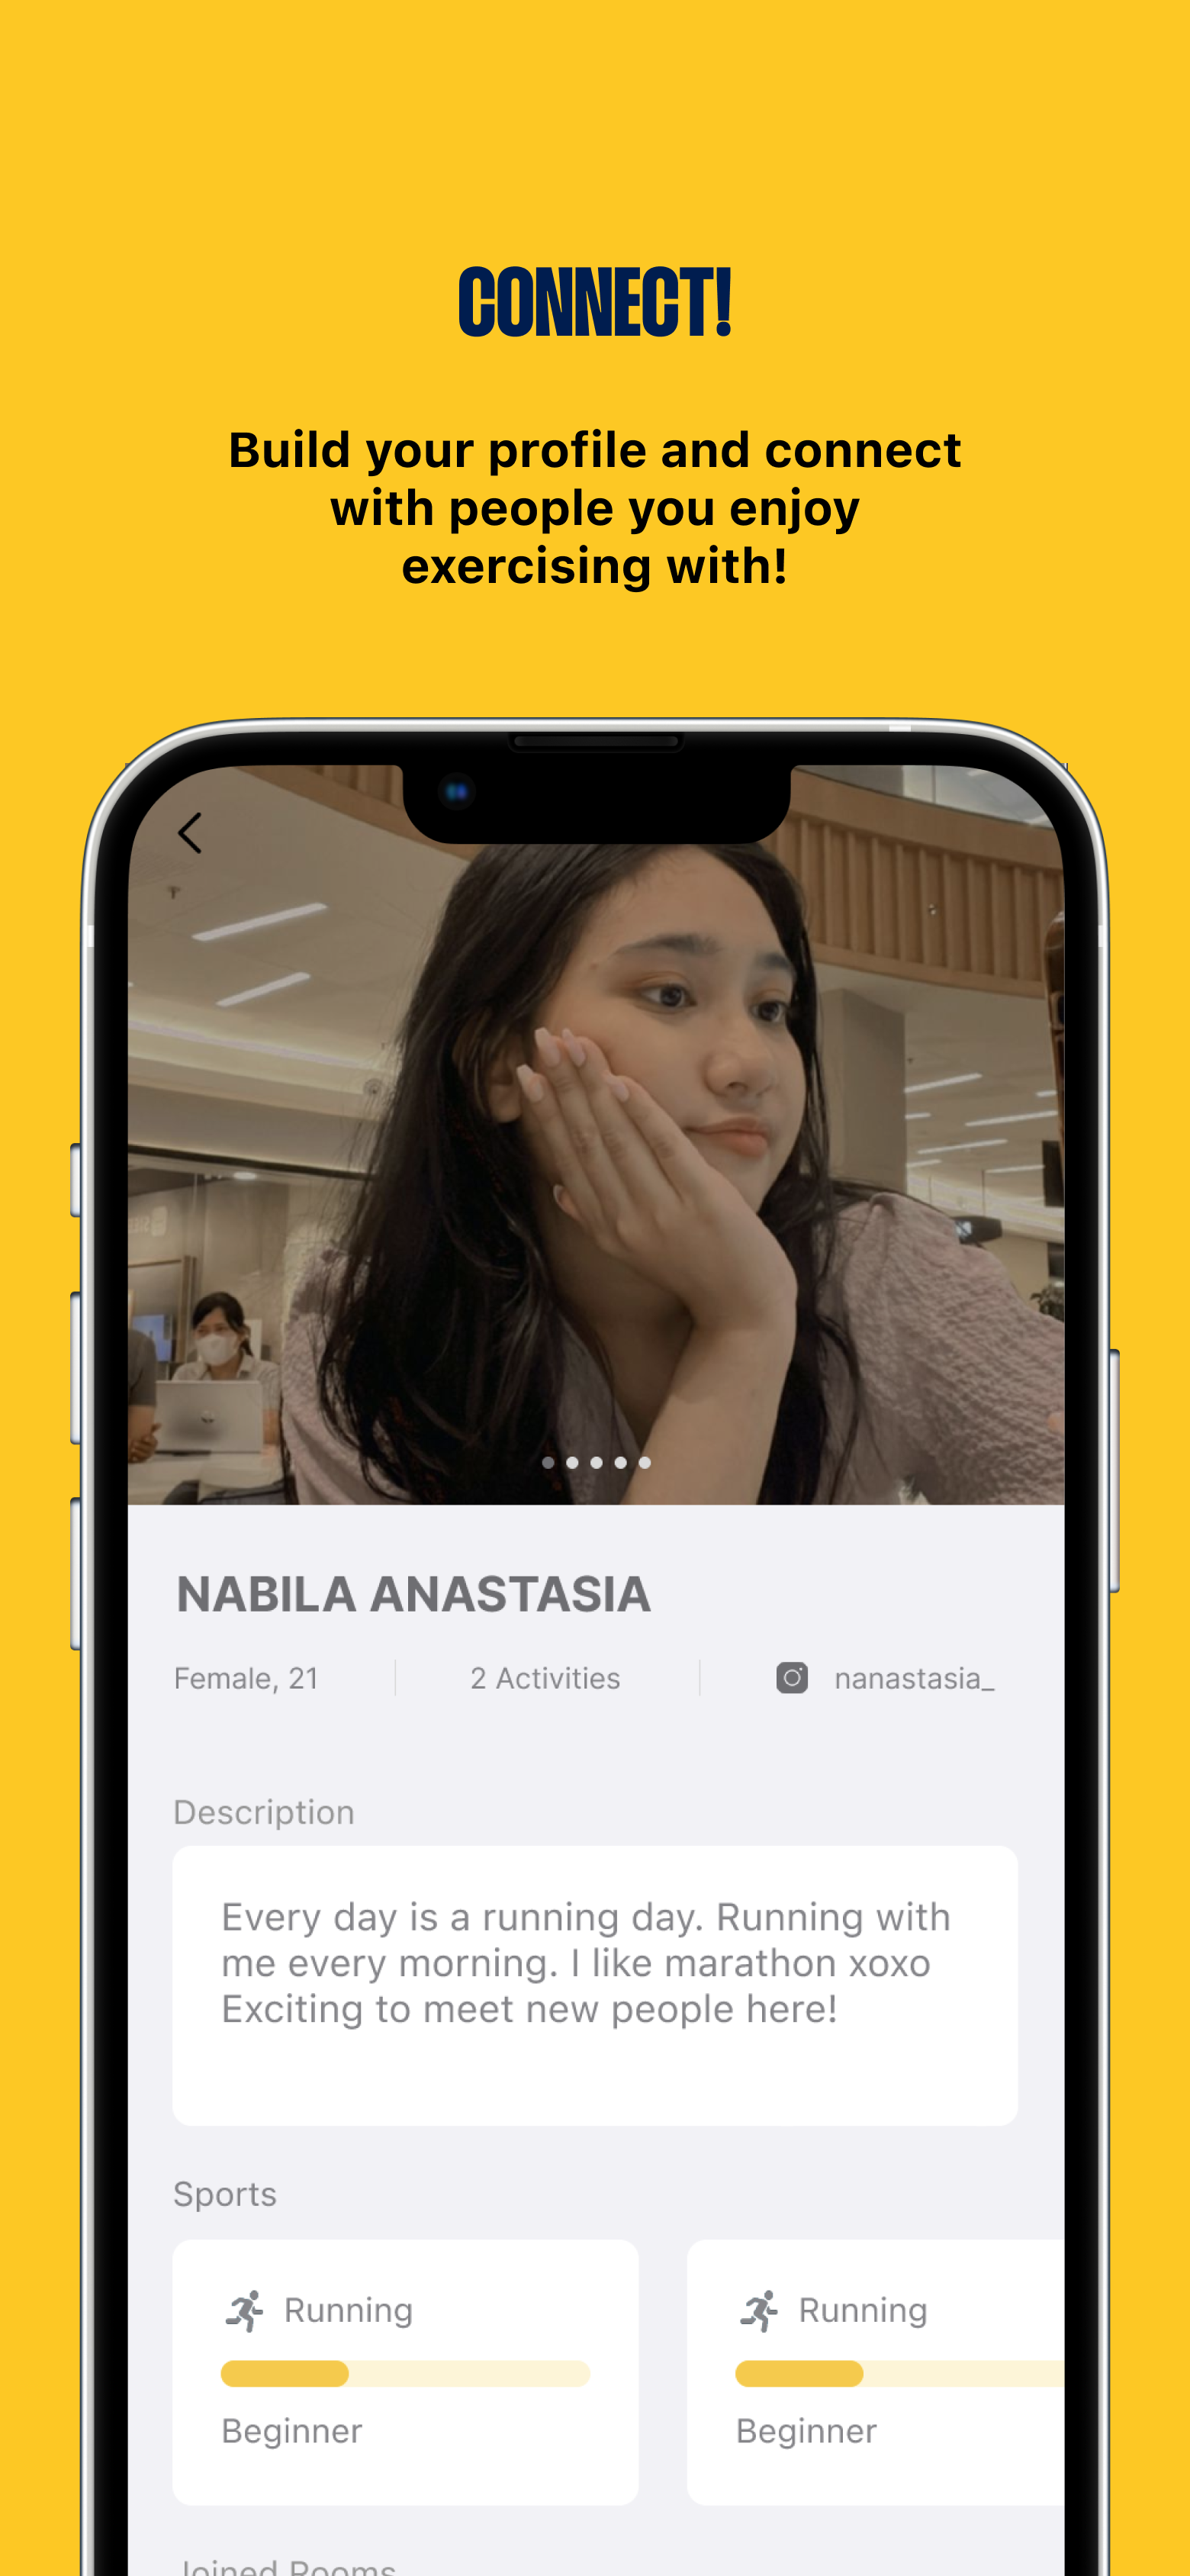 CONNECT!
Build your profile and connect
with people you enjoy
exercising with!
NABILA ANASTASIA
Female, 21
2 Activities
nanastasia_
Description
Every day is a running day. Running with
me every morning. I like marathon xoxo
Exciting to meet new people here!
Sports
Running
Running
Beginner
Beginner
Joined Rooms